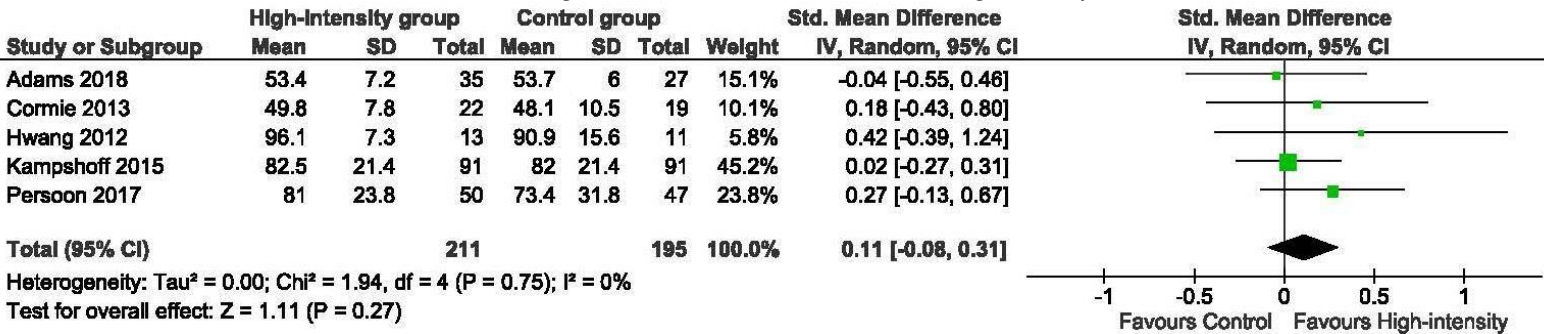 High-Intensity group Control group Std. Mean Difference Std. Mean Difference
Study or Subgroup Mean SD Total Mean SD Total Weight IV, Random, 95% CI IV, Random, 95% CI
Adams 2018 53.4 7.2 35 53.7 6 27 15.1% -0.04 [-0.55, 0.46]
Cormie 2013 49.8 7.8 22 48.1 10.5 19 10.1% 0.18 [-0.43, 0.80]
Hwang 2012 96.1 7.3 13 90.9 15.6 11 5.8% 0.42 [-0.39, 1.24]
Kampshoff 2015 82.5 21.4 91 82 21.4 91 45.2% 0.02 [-0.27, 0.31]
Persoon 2017 81 23.8 50 73.4 31.8 47 23.8% 0.27 [-0.13, 0.67]
Total (95% CI) 211 195 100.0% 0.11 [-0.08, 0.31]
Heterogeneity: Tau² = 0.00; Chi² = 1.94, df = 4 (P = 0.75); I² = 0%
Test for overall effect: Z = 1.11 (P = 0.27)
-1 -0.5 0 0.5 1
Favours Control Favours High-intensity